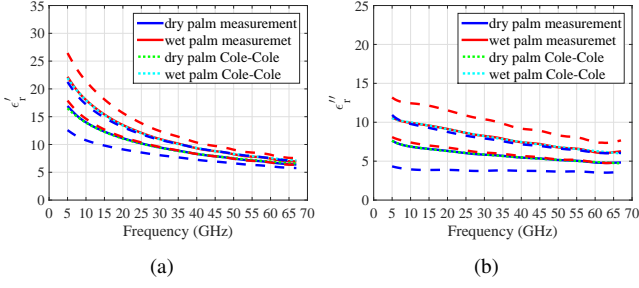 35
30
25
20
15
10
5
0
ϵ′r
dry palm measurement
wet palm measuremet
dry palm Cole-Cole
wet palm Cole-Cole
0 5 10 15 20 25 30 35 40 45 50 55 60 65 70
Frequency (GHz)
(a)
25
20
15
10
5
0
ϵ′′r
dry palm measurement
wet palm measurement
dry palm Cole-Cole
wet palm Cole-Cole
0 5 10 15 20 25 30 35 40 45 50 55 60 65 70
Frequency (GHz)
(b)